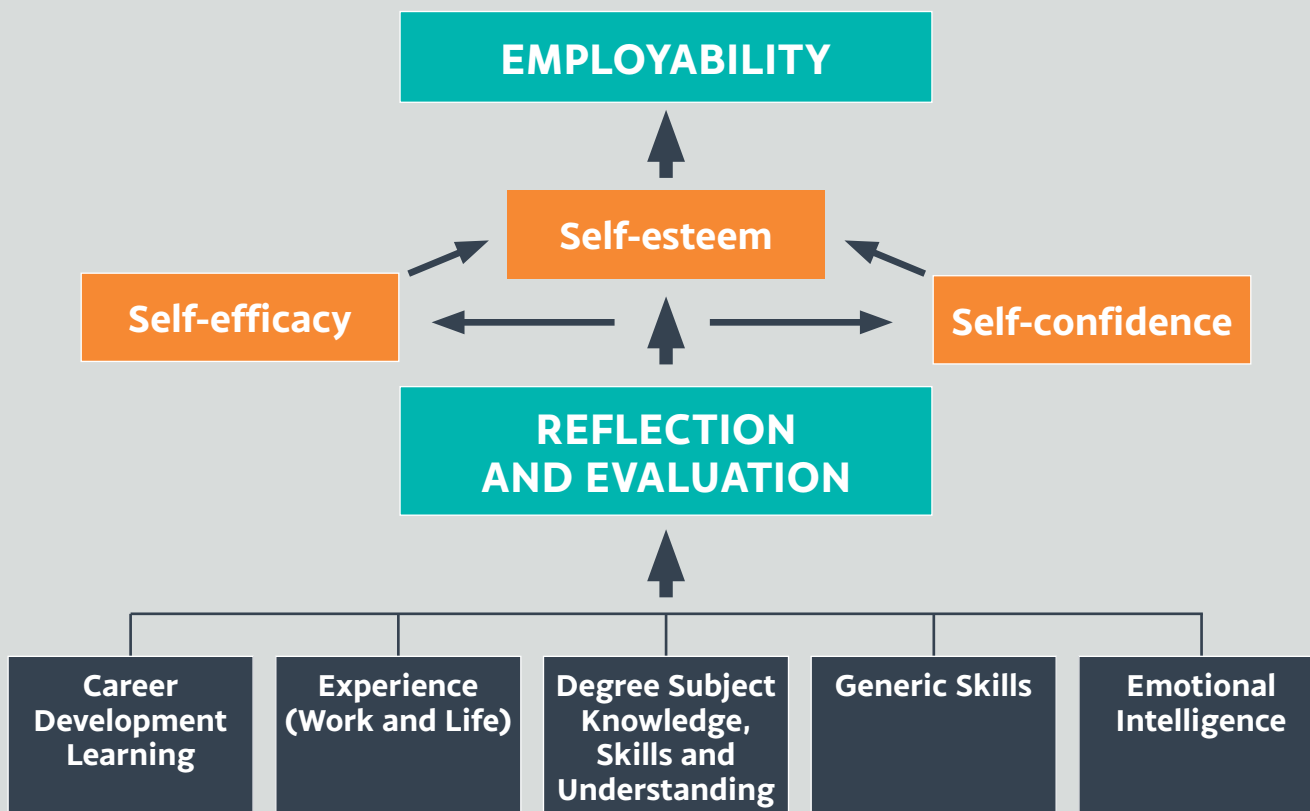 EMPLOYABILITY
Self-esteem
Self-efficacy
Self-confidence
REFLECTION
AND EVALUATION
Career
Development
Learning
Experience
(Work and Life)
Degree Subject
Knowledge,
Skills and
Understanding
Generic Skills
Emotional
Intelligence